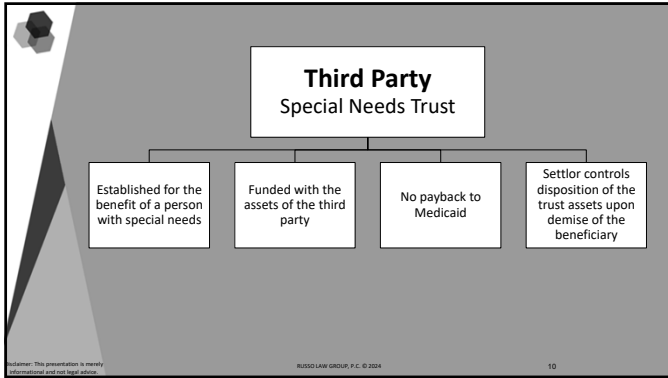 Third Party
Special Needs Trust
Established for the
benefit of a person
with special needs
Funded with the
assets of the third
party
No payback to
Medicaid
Settlor controls
disposition of the
trust assets upon
demise of the
beneficiary
Disclaimer: This presentation is merely
informational and not legal advice.
RUSSO LAW GROUP, P.C. © 2024
10